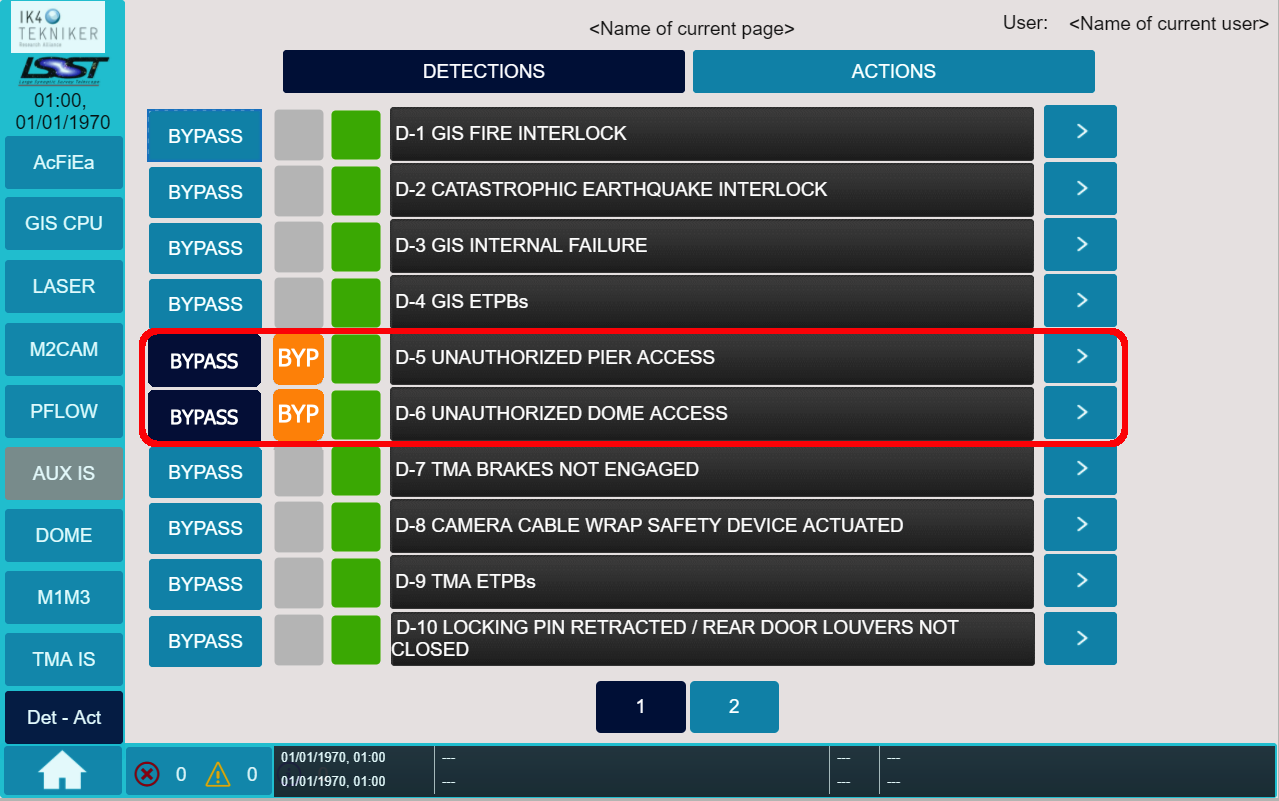 IK4
TEKNIKER
Research Alliance
LSST
Large Synoptic Survey Telescope
01:00,
01/01/1970
<Name of current page>
User: <Name of current user>
DETECTIONS ACTIONS
AcFiEa
GIS CPU
LASER
M2CAM
PFLOW
AUX IS
DOME
M1M3
TMA IS
Det - Act
BYPASS D-1 GIS FIRE INTERLOCK >
BYPASS D-2 CATASTROPHIC EARTHQUAKE INTERLOCK >
BYPASS D-3 GIS INTERNAL FAILURE >
BYPASS D-4 GIS ETPBs >
BYPASS BYP D-5 UNAUTHORIZED PIER ACCESS >
BYPASS BYP D-6 UNAUTHORIZED DOME ACCESS >
BYPASS D-7 TMA BRAKES NOT ENGAGED >
BYPASS D-8 CAMERA CABLE WRAP SAFETY DEVICE ACTUATED >
BYPASS D-9 TMA ETPBs >
BYPASS D-10 LOCKING PIN RETRACTED / REAR DOOR LOUVERS NOT
CLOSED >
1 2
0 0
01/01/1970, 01:00 --- --- ---
01/01/1970, 01:00 --- --- ---